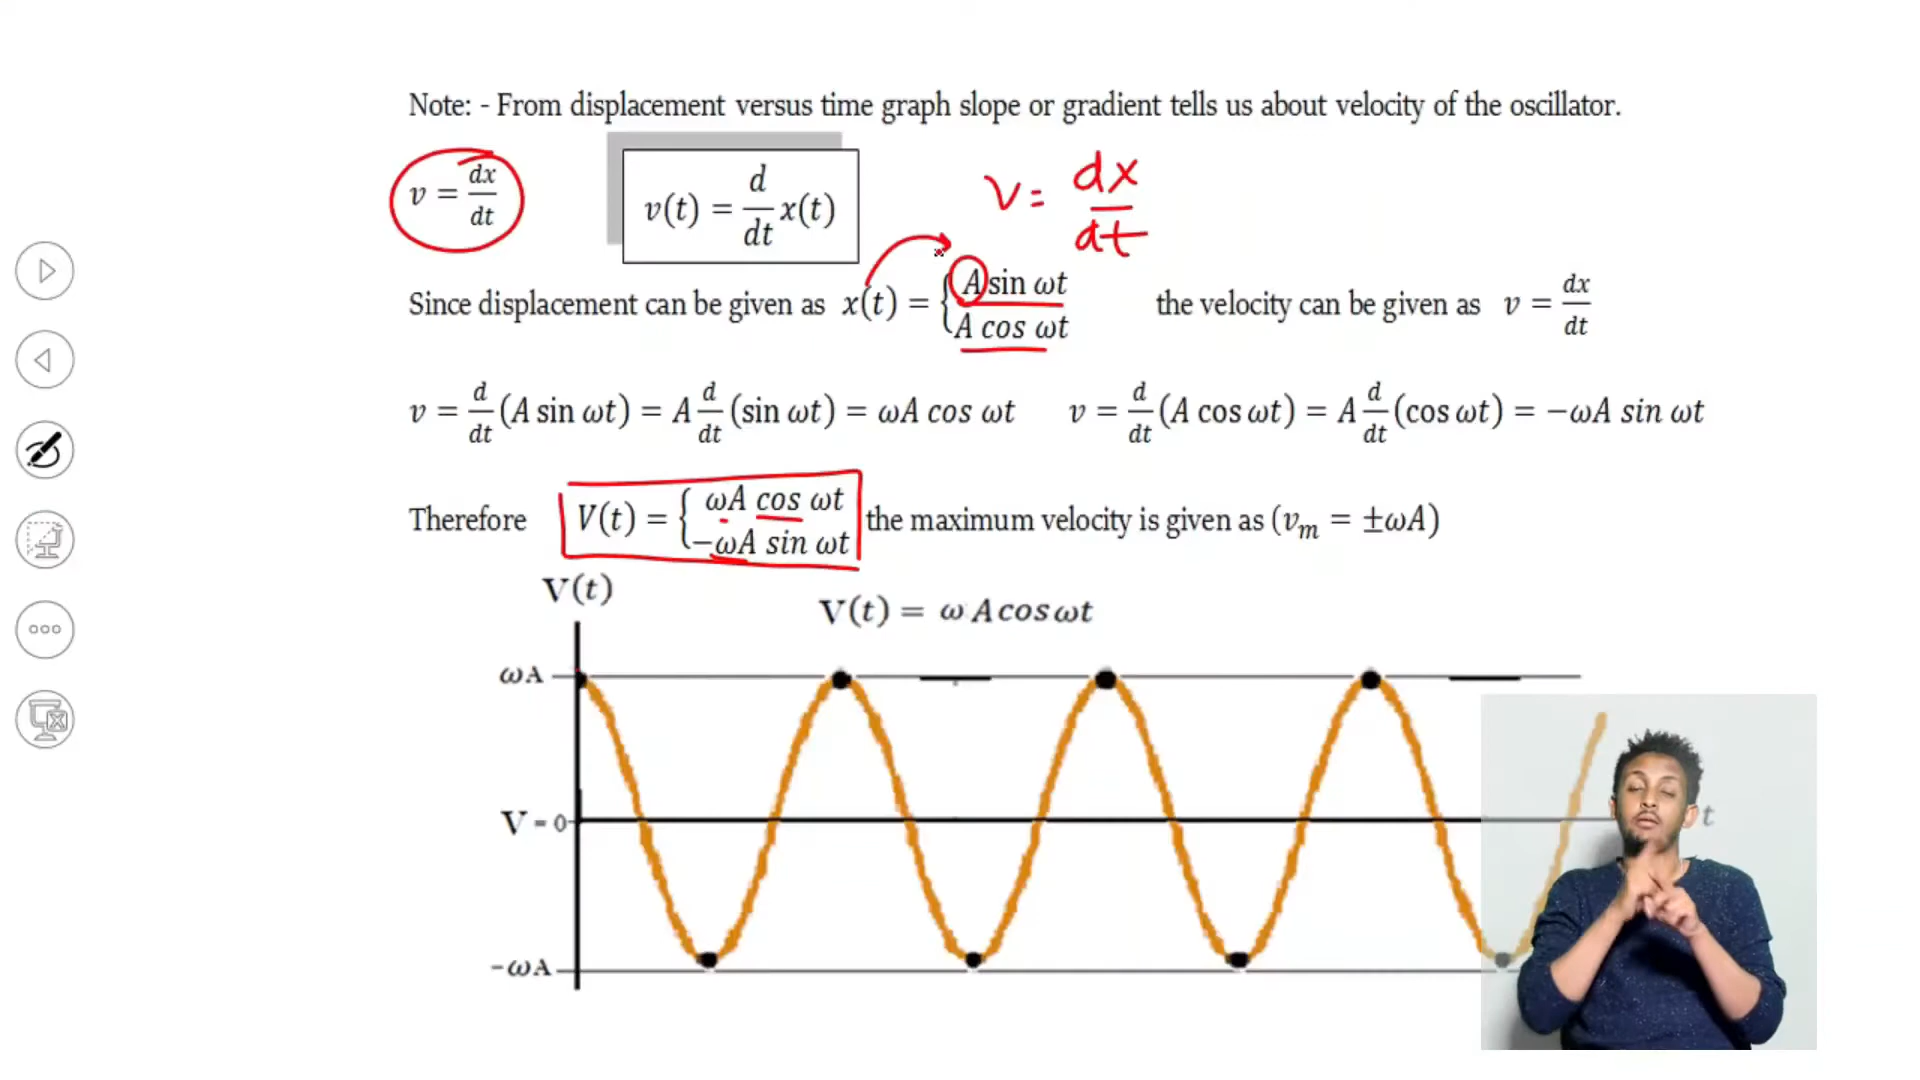 Note: - From displacement versus time graph slope or gradient tells us about velocity of the oscillator.
v = dx/dt
v(t) = d/dt x(t)
v = dx/dt
Since displacement can be given as x(t) = { A sin ωt
A cos ωt
the velocity can be given as v = dx/dt
v = d/dt (A sin ωt) = A d/dt (sin ωt) = ωA cos ωt
v = d/dt (A cos ωt) = A d/dt (cos ωt) = −ωA sin ωt
Therefore V(t) = { ωA cos ωt
−ωA sin ωt
the maximum velocity is given as (vₘ = ±ωA)
V(t)
V(t) = ω A cos ωt
ωA
V = 0
t
-ωA